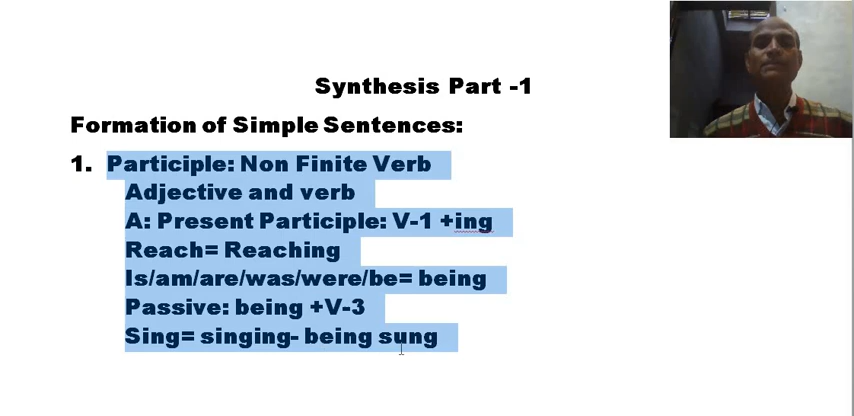 Synthesis Part -1
Formation of Simple Sentences:
1. Participle: Non Finite Verb
Adjective and verb
A: Present Participle: V-1 +ing
Reach= Reaching
Is/am/are/was/were/be= being
Passive: being +V-3
Sing= singing- being sung